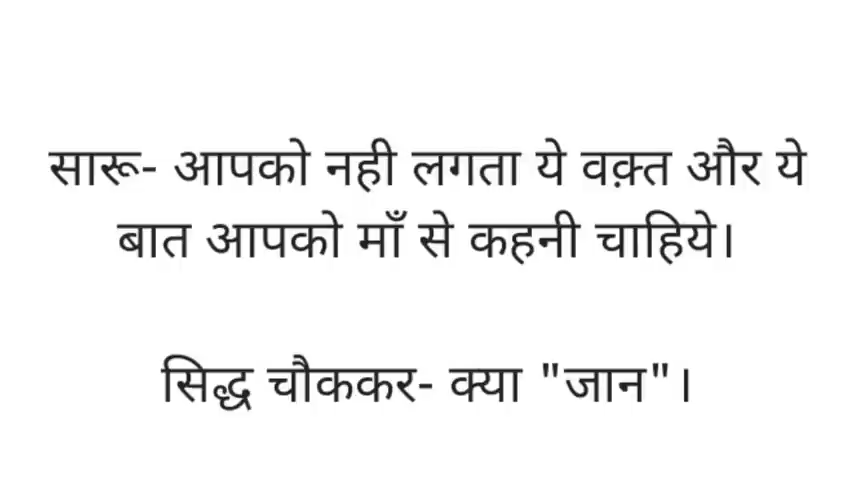 सारू- आपको नही लगता ये वक़्त और ये
बात आपको माँ से कहनी चाहिये।
सिद्ध चौककर- क्या "जान"।